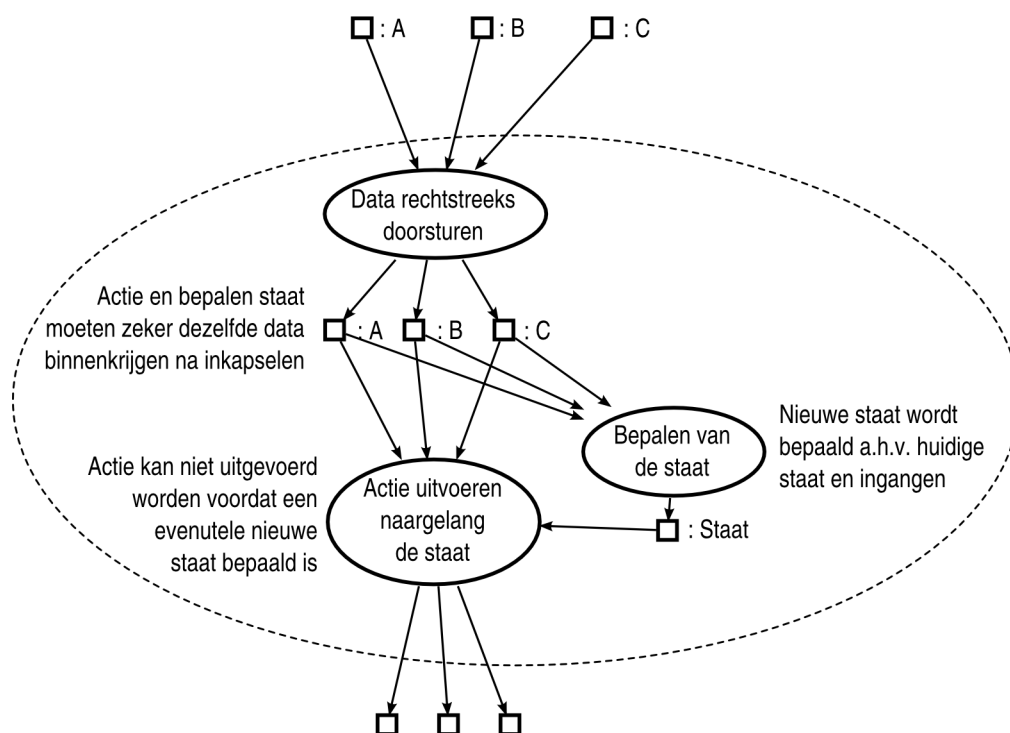 : A
: B
: C
Data rechtstreeks
doorsturen
Actie en bepalen staat
moeten zeker dezelfde data
binnenkrijgen na inkapselen
: A
: B
: C
Bepalen van
de staat
Nieuwe staat wordt
bepaald a.h.v. huidige
staat en ingangen
Actie kan niet uitgevoerd
worden voordat een
evenutele nieuwe
staat bepaald is
Actie uitvoeren
naargelang
de staat
: Staat